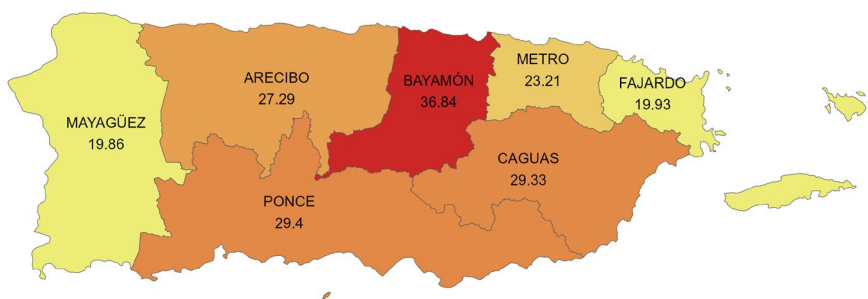 METRO
23.21
ARECIBO
27.29
BAYAMÓN
36.84
FAJARDO
19.93
MAYAGÜEZ
19.86
CAGUAS
29.33
PONCE
29.4